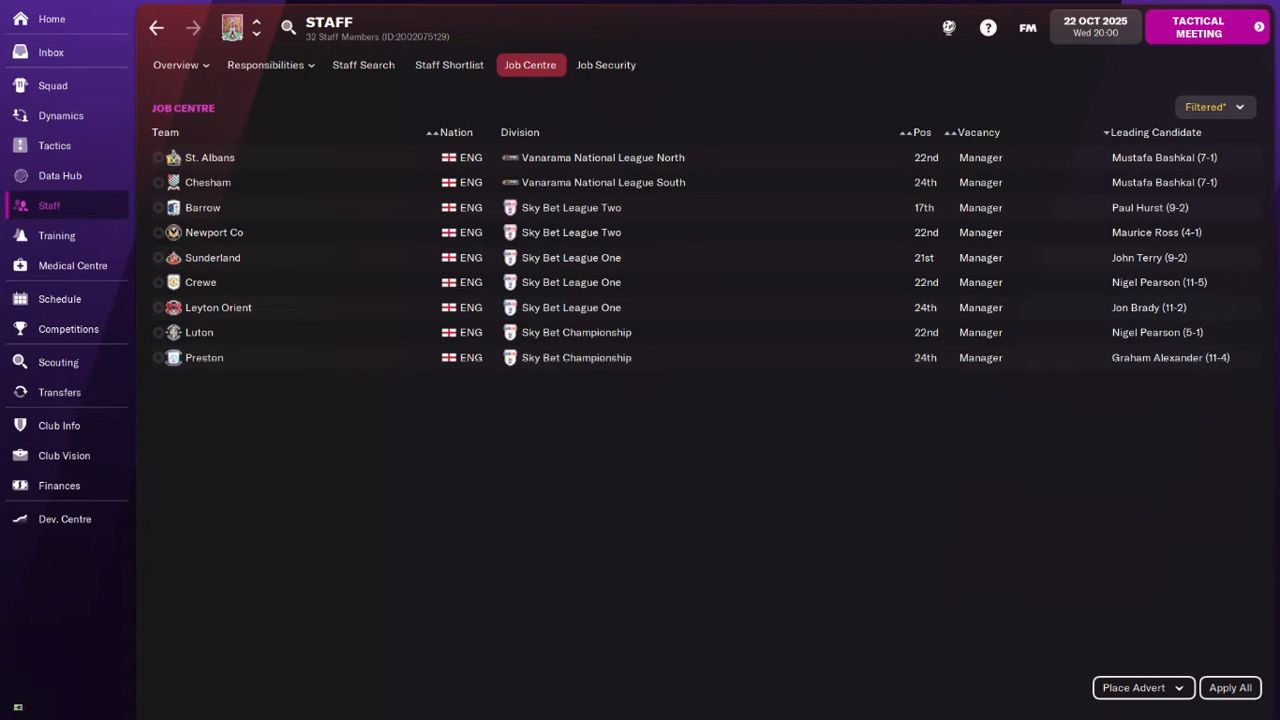 Home
Inbox
Squad
Dynamics
Tactics
Data Hub
Staff
Training
Medical Centre
Schedule
Competitions
Scouting
Transfers
Club Info
Club Vision
Finances
Dev. Centre
STAFF
32 Staff Members (ID:2002075129)
FM
22 OCT 2025
Wed 20:00
TACTICAL
MEETING
Overview Responsibilities Staff Search Staff Shortlist Job Centre Job Security
JOB CENTRE
Filtered*
Team Nation Division Pos Vacancy Leading Candidate
St. Albans ENG Vanarama National League North 22nd Manager Mustafa Bashkal (7-1)
Chesham ENG Vanarama National League South 24th Manager Mustafa Bashkal (7-1)
Barrow ENG Sky Bet League Two 17th Manager Paul Hurst (9-2)
Newport Co ENG Sky Bet League Two 22nd Manager Maurice Ross (4-1)
Sunderland ENG Sky Bet League One 21st Manager John Terry (9-2)
Crewe ENG Sky Bet League One 22nd Manager Nigel Pearson (11-5)
Leyton Orient ENG Sky Bet League One 24th Manager Jon Brady (11-2)
Luton ENG Sky Bet Championship 22nd Manager Nigel Pearson (5-1)
Preston ENG Sky Bet Championship 24th Manager Graham Alexander (11-4)
Place Advert Apply All